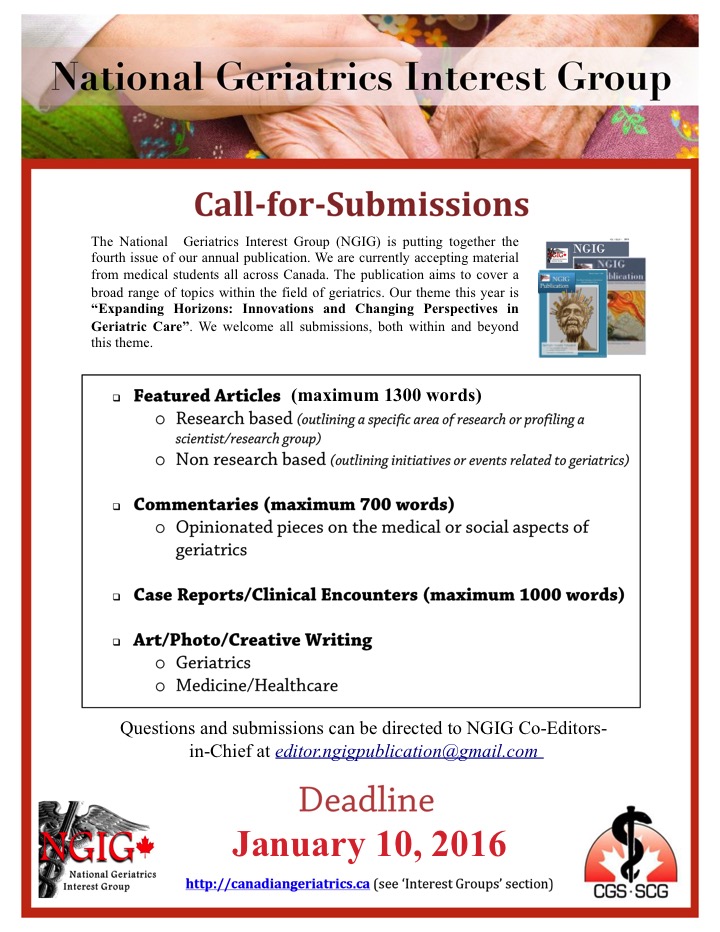 National Geriatrics Interest Group
Call-for-Submissions
The National Geriatrics Interest Group (NGIG) is putting together the
fourth issue of our annual publication. We are currently accepting material
from medical students all across Canada. The publication aims to cover a
broad range of topics within the field of geriatrics. Our theme this year is
“Expanding Horizons: Innovations and Changing Perspectives in
Geriatric Care”. We welcome all submissions, both within and beyond
this theme.
NGIG
NGIG
blication
NGIG
Publication
❑ Featured Articles (maximum 1300 words)
o Research based (outlining a specific area of research or profiling a
scientist/research group)
o Non research based (outlining initiatives or events related to geriatrics)
❑ Commentaries (maximum 700 words)
o Opinionated pieces on the medical or social aspects of
geriatrics
❑ Case Reports/Clinical Encounters (maximum 1000 words)
❑ Art/Photo/Creative Writing
o Geriatrics
o Medicine/Healthcare
Questions and submissions can be directed to NGIG Co-Editors-
in-Chief at editor.ngigpublication@gmail.com
Deadline
January 10, 2016
http://canadiangeriatrics.ca (see ‘Interest Groups’ section)
NGIG
National Geriatrics
Interest Group
CGS·SCG